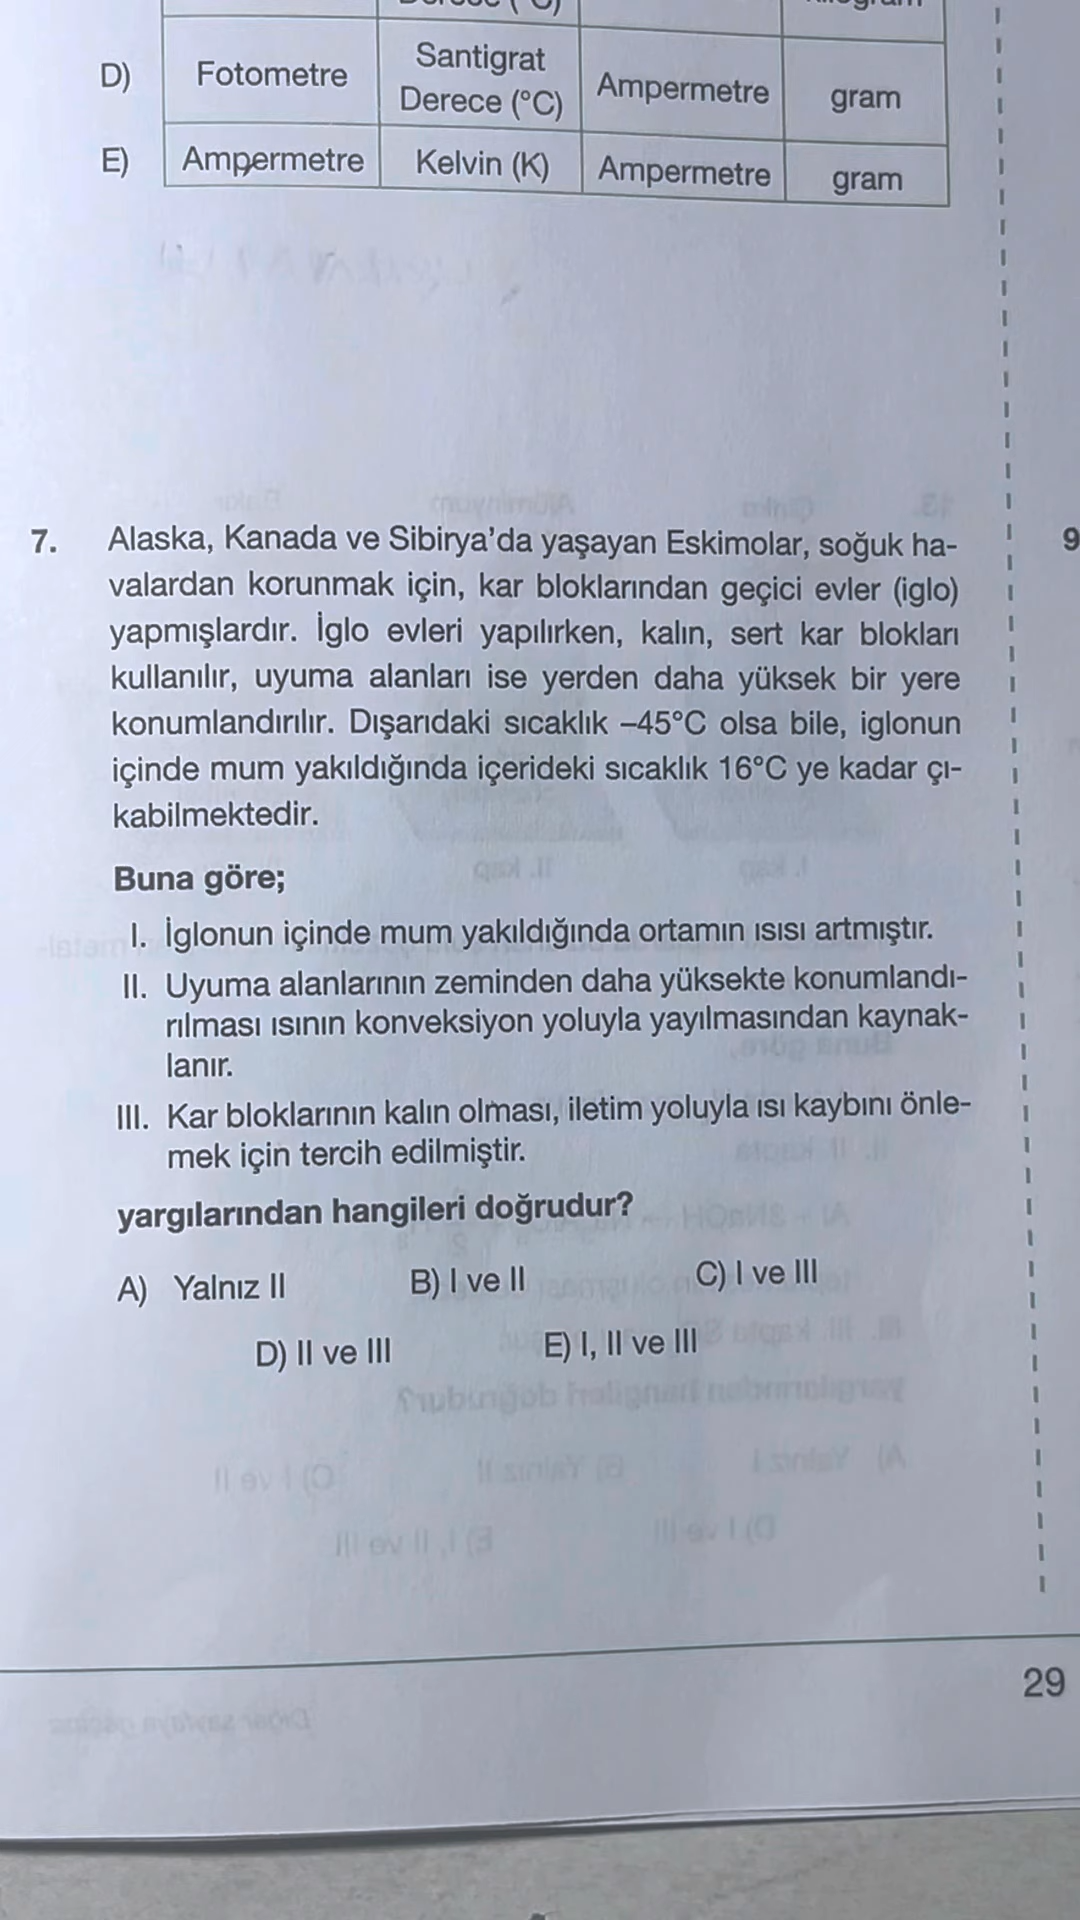 D) Fotometre Santigrat Derece (°C) Ampermetre gram
E) Ampermetre Kelvin (K) Ampermetre gram
7. Alaska, Kanada ve Sibirya'da yaşayan Eskimolar, soğuk ha-
valardan korunmak için, kar bloklarından geçici evler (iglo)
yapmışlardır. İglo evleri yapılırken, kalın, sert kar blokları
kullanılır, uyuma alanları ise yerden daha yüksek bir yere
konumlandırılır. Dışarıdaki sıcaklık –45°C olsa bile, iglonun
içinde mum yakıldığında içerideki sıcaklık 16°C ye kadar çı-
kabilmektedir.
Buna göre;
I. İglonun içinde mum yakıldığında ortamın ısısı artmıştır.
II. Uyuma alanlarının zeminden daha yüksekte konumlandı-
rılması ısının konveksiyon yoluyla yayılmasından kaynak-
lanır.
III. Kar bloklarının kalın olması, iletim yoluyla ısı kaybını önle-
mek için tercih edilmiştir.
yargılarından hangileri doğrudur?
A) Yalnız II B) I ve II C) I ve III
D) II ve III E) I, II ve III
9
29